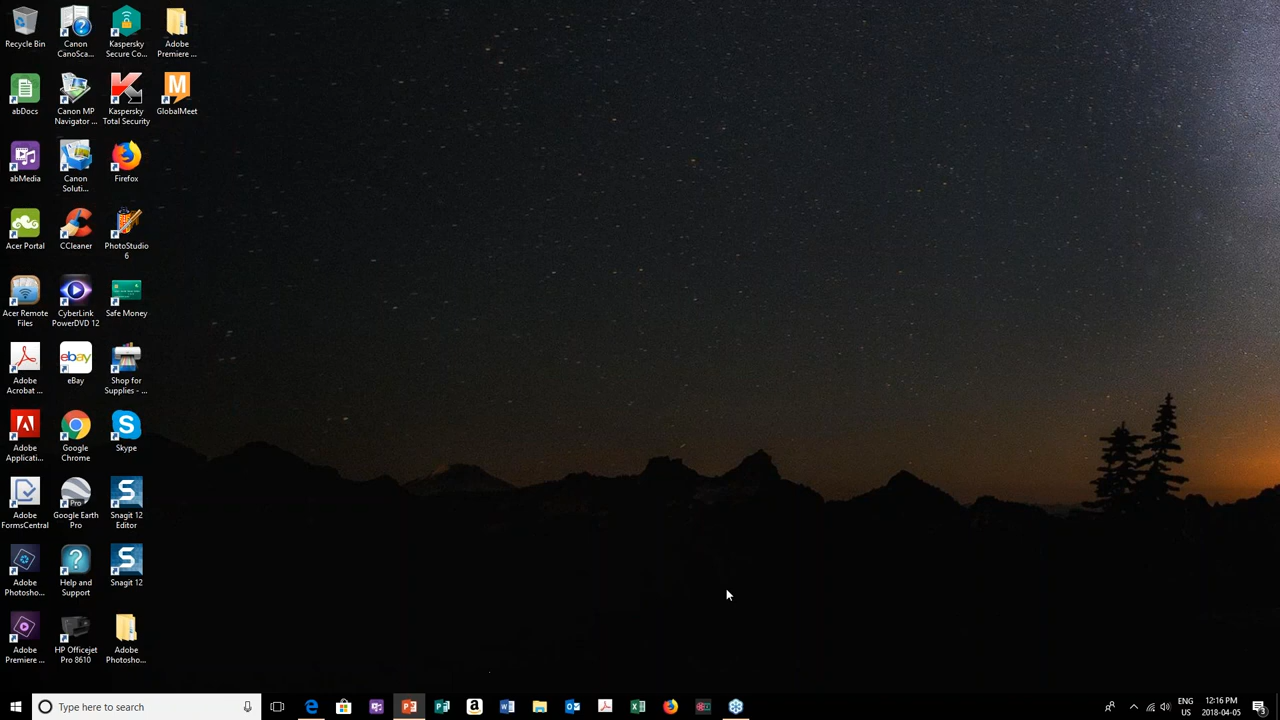 Recycle Bin
Canon
CanoSca...
Kaspersky
Secure Co...
Adobe
Premiere ...
abDocs
Canon MP
Navigator ...
Kaspersky
Total Security
M
GlobalMeet
abMedia
Canon
Soluti...
Firefox
Acer Portal
CCleaner
PhotoStudio
6
Acer Remote
Files
CyberLink
PowerDVD 12
Safe Money
Adobe
Acrobat ...
ebay
eBay
Shop for
Supplies - ...
Adobe
Applicati...
Google
Chrome
Skype
Adobe
FormsCentral
Pro
Google Earth
Pro
Snagit 12
Editor
Adobe
Photosho...
Help and
Support
Snagit 12
Adobe
Premiere ...
HP Officejet
Pro 8610
Adobe
Photosho...
Type here to search
ENG
US
12:16 PM
2018-04-05
3